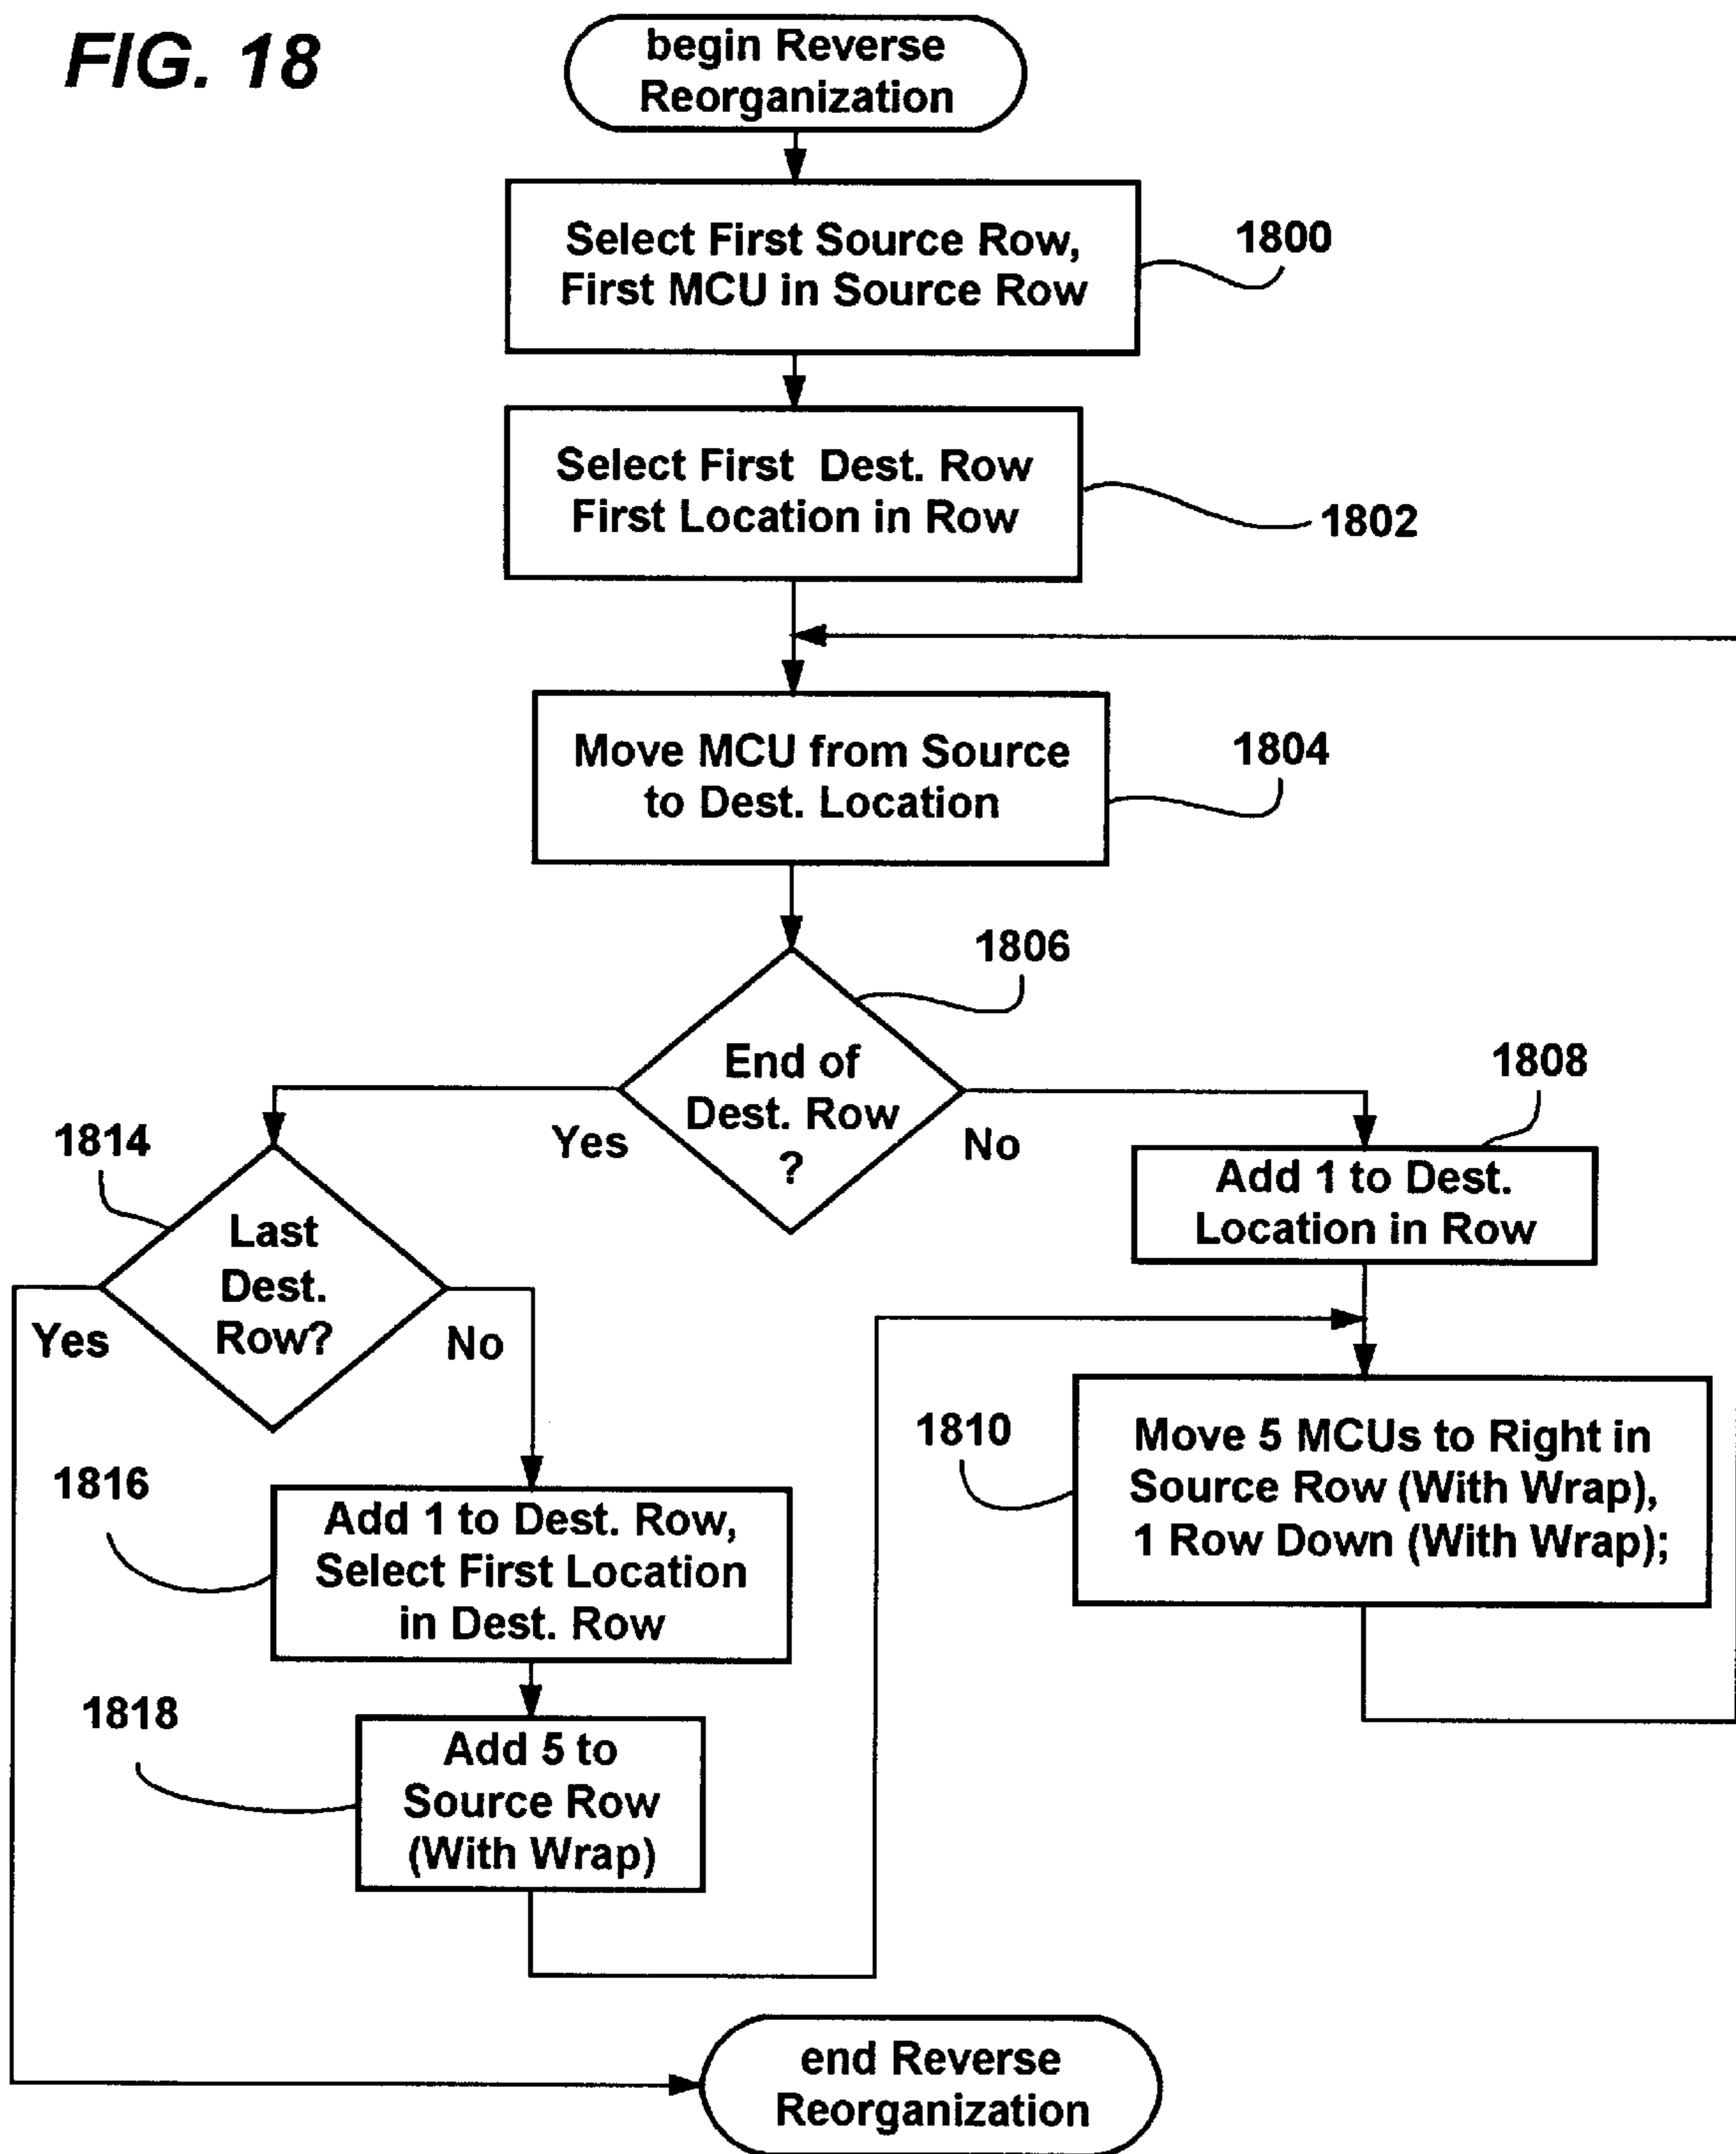 FIG. 18
begin Reverse
Reorganization
Select First Source Row,
First MCU in Source Row
1800
Select First Dest. Row
First Location in Row
1802
Move MCU from Source
to Dest. Location
1804
1806
End of
Dest. Row
?
Yes
No
1808
Add 1 to Dest.
Location in Row
1814
Last
Dest.
Row?
Yes
No
1810
Move 5 MCUs to Right in
Source Row (With Wrap),
1 Row Down (With Wrap);
1816
Add 1 to Dest. Row,
Select First Location
in Dest. Row
1818
Add 5 to
Source Row
(With Wrap)
end Reverse
Reorganization